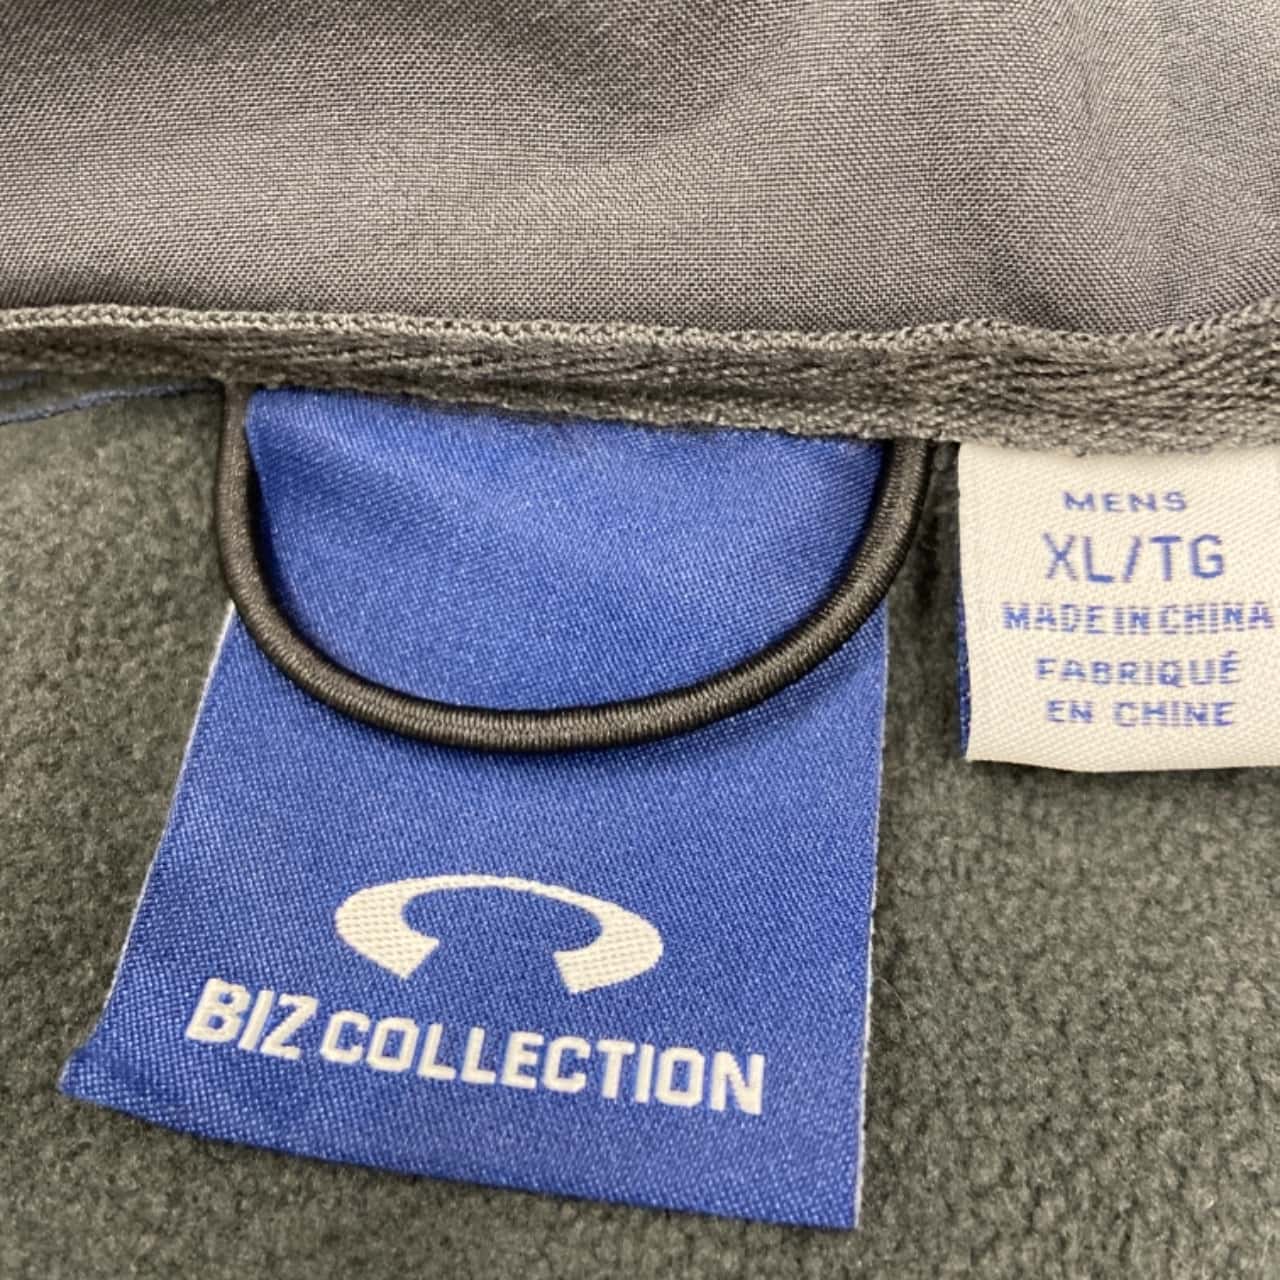 MENS
XL/TG
MADE IN CHINA
FABRIQUÉ
EN CHINE
BIZ COLLECTION